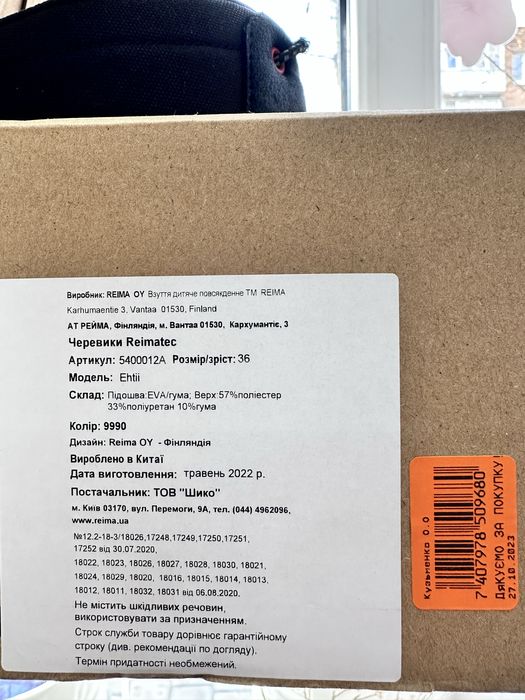 Виробник: REIMA OY Взуття дитяче повсякденне ТМ REIMA
Karhumaentie 3, Vantaa 01530, Finland
АТ РЕЙМА, Фінляндія, м. Вантаа 01530, Кархумантіє, 3
Черевики Reimatec
Артикул: 5400012A Розмір/зріст: 36
Модель: Ehtii
Склад: Підошва:EVA/гума; Верх:57%поліестер
33%поліуретан 10%гума
Колір: 9990
Дизайн: Reima OY - Фінляндія
Вироблено в Китаї
Дата виготовлення: травень 2022 р.
Постачальник: ТОВ "Шико"
м. Київ 03170, вул. Перемоги, 9А, тел. (044) 4962096,
www.reima.ua
№12.2-18-3/18026,17248,17249,17250,17251,
17252 від 30.07.2020,
18022, 18023, 18026, 18027, 18028, 18030, 18021,
18024, 18029, 18020, 18016, 18015, 18014, 18013,
18012, 18011, 18032, 18031 від 06.08.2020.
Не містить шкідливих речовин,
використовувати за призначенням.
Строк служби товару дорівнює гарантійному
строку (див. рекомендації по догляду).
Термін придатності необмежений.
Кузьменко О.О
7 407978 509680
ДяКУЄМО ЗА ПОКУПКУ!
27.10.2023